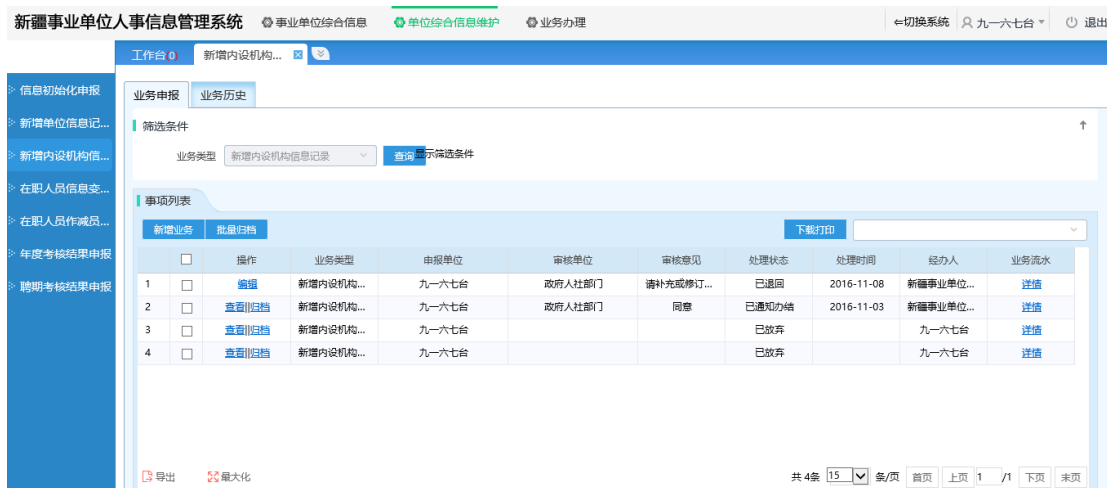 新疆事业单位人事信息管理系统 事业单位综合信息 单位综合信息维护 业务办理 ⇐切换系统 九一六七台 退出
工作台(0) 新增内设机构...
信息初始化申报
新增单位信息记...
新增内设机构信...
在职人员信息变...
在职人员作减员...
年度考核结果申报
聘期考核结果申报
业务申报 业务历史
筛选条件
业务类型 新增内设机构信息记录 查询 显示筛选条件
事项列表
新增业务 批量归档 下载打印
操作 业务类型 申报单位 审核单位 审核意见 处理状态 处理时间 经办人 业务流水
1 编辑 新增内设机构... 九一六七台 政府人社部门 请补充或修订... 已退回 2016-11-08 新疆事业单位... 详情
2 查看||归档 新增内设机构... 九一六七台 政府人社部门 同意 已通知办结 2016-11-03 新疆事业单位... 详情
3 查看||归档 新增内设机构... 九一六七台 已放弃 九一六七台 详情
4 查看||归档 新增内设机构... 九一六七台 已放弃 九一六七台 详情
导出 最大化 共 4条 15 条/页 首页 上页 1 /1 下页 末页